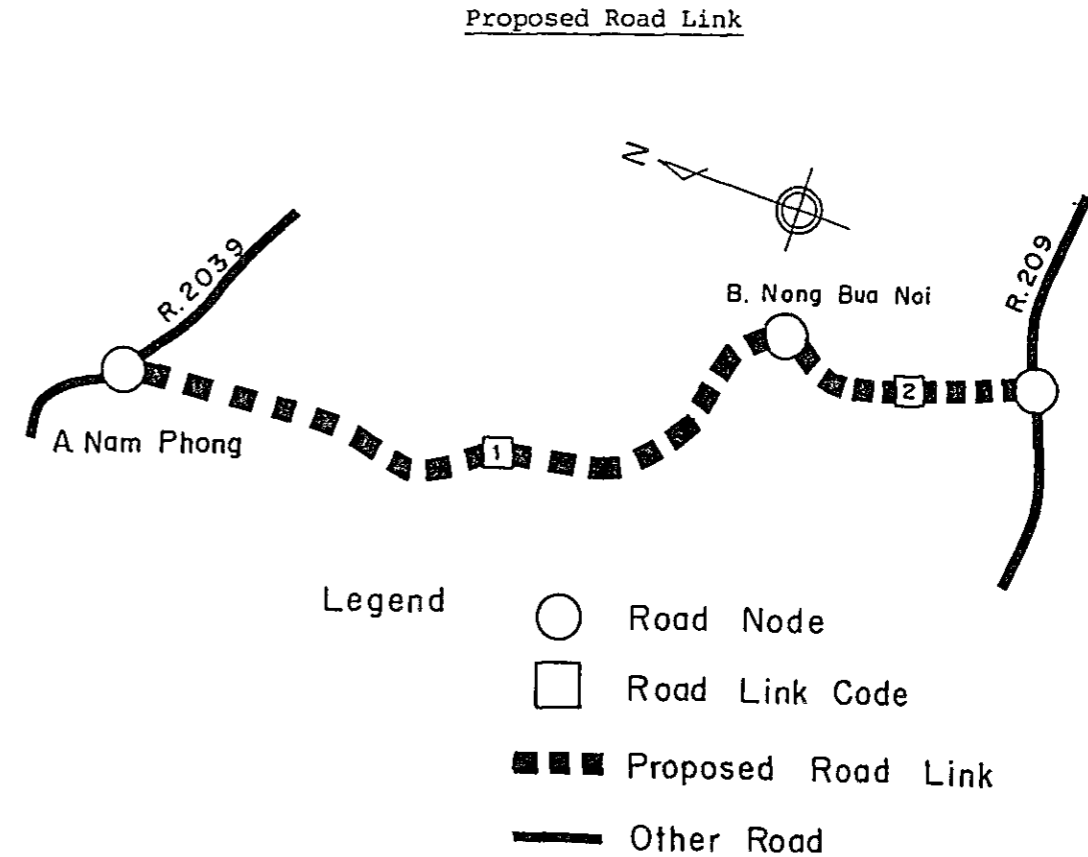 Proposed Road Link
N
R. 2039
R. 209
B. Nong Bua Noi
A. Nam Phong
1
2
Legend
Road Node
Road Link Code
Proposed Road Link
Other Road